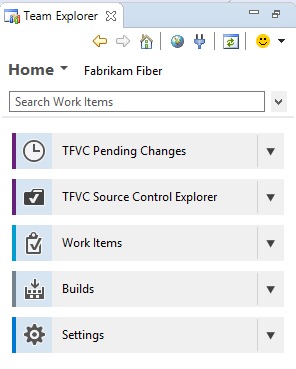 Team Explorer
Home Fabrikam Fiber
Search Work Items
TFVC Pending Changes
TFVC Source Control Explorer
Work Items
Builds
Settings